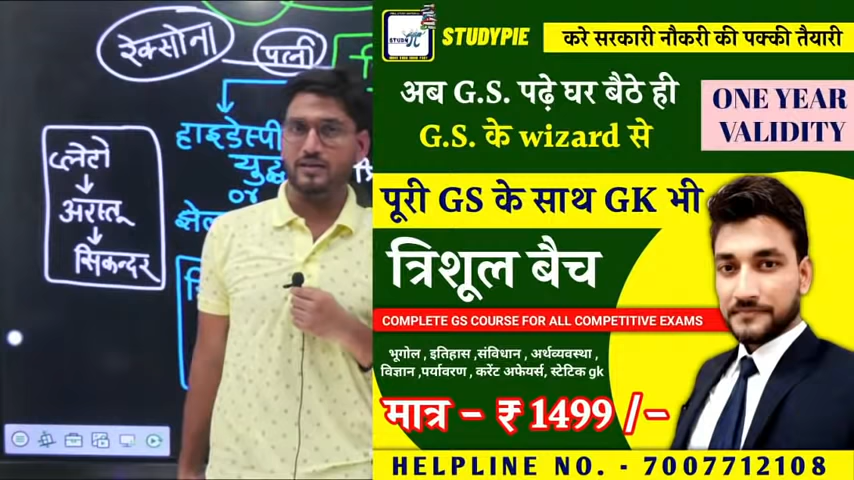 रेक्सोना
पत्नी
हाइडेस्पी
युद्ध
or
झेल
प्लेटो
अरस्तू
सिकन्दर
STUDYPIE
करे सरकारी नौकरी की पक्की तैयारी
अब G.S. पढ़े घर बैठे ही
G.S. के wizard से
ONE YEAR
VALIDITY
पूरी GS के साथ GK भी
त्रिशूल बैच
COMPLETE GS COURSE FOR ALL COMPETITIVE EXAMS
भूगोल , इतिहास ,संविधान , अर्थव्यवस्था ,
विज्ञान ,पर्यावरण , करेंट अफेयर्स, स्टेटिक gk
मात्र – ₹ 1499 /–
HELPLINE NO. - 7007712108